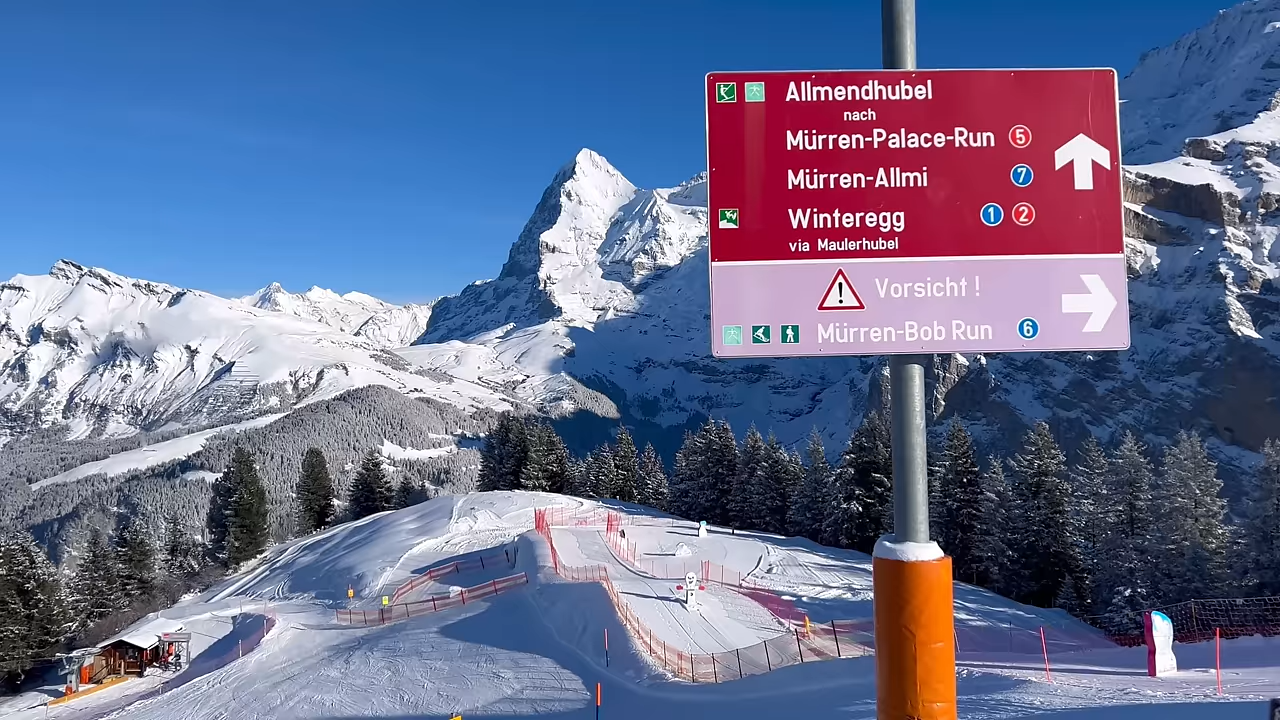 Allmendhubel
nach
Mürren-Palace-Run 5
Mürren-Allmi 7
Winteregg 1 2
via Maulerhubel
Vorsicht !
Mürren-Bob Run 6